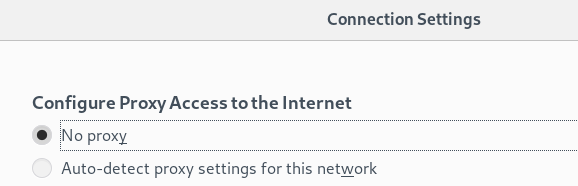 Connection Settings
Configure Proxy Access to the Internet
No proxy
Auto-detect proxy settings for this network